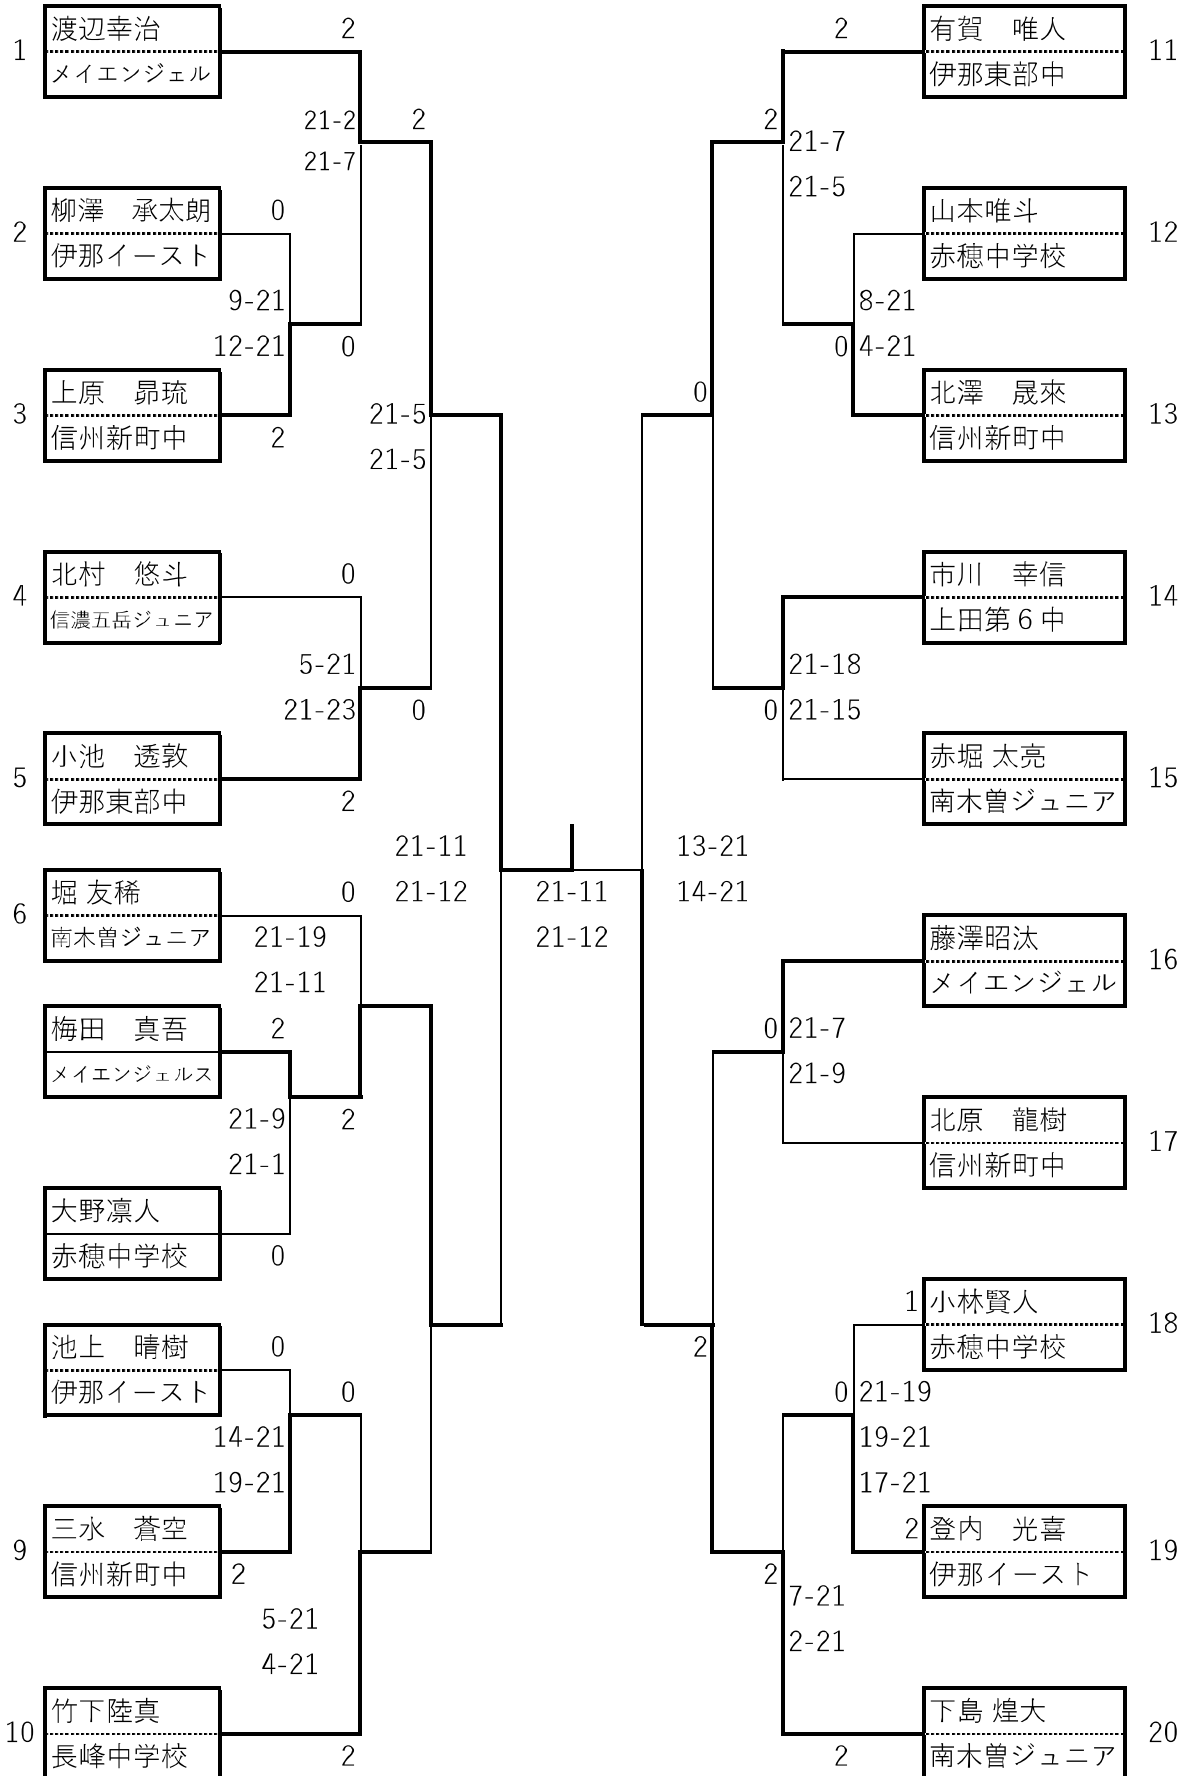 1
渡辺幸治
メイエンジェル
2
21-2
21-7
2
2
柳澤　承太朗
伊那イースト
0
9-21
12-21
0
3
上原　昴琉
信州新町中
2
21-5
21-5
4
北村　悠斗
信濃五岳ジュニア
0
5-21
21-23
0
5
小池　透敦
伊那東部中
2
21-11
21-12
6
堀 友稀
南木曽ジュニア
0
21-19
21-11
梅田　真吾
メイエンジェルス
2
21-9
21-1
2
大野凛人
赤穂中学校
0
池上　晴樹
伊那イースト
0
14-21
19-21
0
9
三水　蒼空
信州新町中
2
5-21
4-21
10
竹下陸真
長峰中学校
2
21-11
21-12
2
有賀　唯人
伊那東部中
11
2
21-7
21-5
山本唯斗
赤穂中学校
12
8-21
4-21
0
北澤　晟來
信州新町中
13
0
市川　幸信
上田第６中
14
21-18
21-15
0
赤堀 太亮
南木曽ジュニア
15
13-21
14-21
藤澤昭汰
メイエンジェル
16
0
21-7
21-9
北原　龍樹
信州新町中
17
1
小林賢人
赤穂中学校
18
2
0
21-19
19-21
17-21
2
登内　光喜
伊那イースト
19
2
7-21
2-21
下島 煌大
南木曽ジュニア
20
2